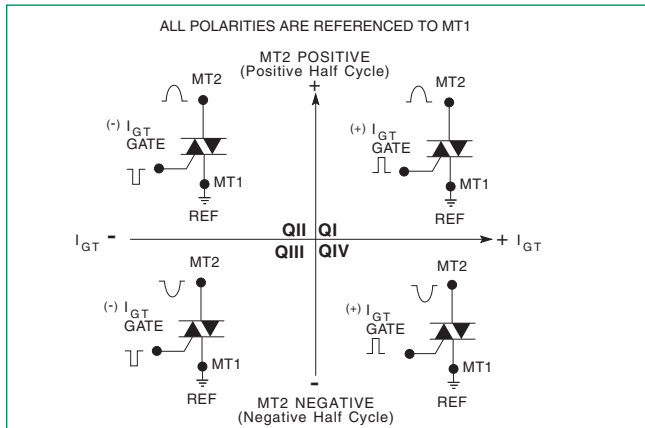 ALL POLARITIES ARE REFERENCED TO MT1
MT2 POSITIVE
(Positive Half Cycle)
+
MT2
(-) IGT
GATE
MT1
REF
MT2
(+) IGT
GATE
MT1
REF
IGT -
QII QI
QIII QIV
+ IGT
MT2
(-) IGT
GATE
MT1
REF
MT2
(+) IGT
GATE
MT1
REF
-
MT2 NEGATIVE
(Negative Half Cycle)